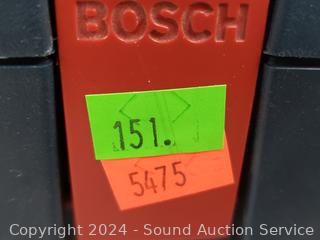 BOSCH
151.
5475
Copyright © 2024 - Sound Auction Service